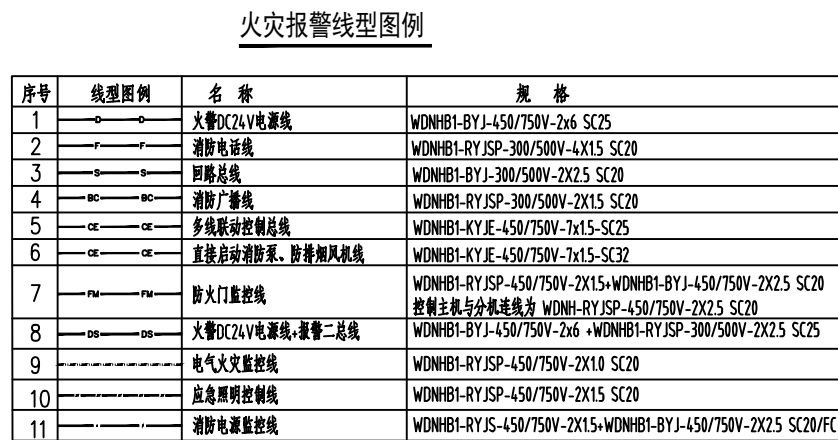 火灾报警线型图例
序号 线型图例 名 称 规 格
1 D D 火警DC24V电源线 WDNHB1-BYJ-450/750V-2x6 SC25
2 F F 消防电话线 WDNHB1-RYJSP-300/500V-4X1.5 SC20
3 S S 回路总线 WDNHB1-BYJ-300/500V-2X2.5 SC20
4 BC BC 消防广播线 WDNHB1-RYJSP-300/500V-2X1.5 SC20
5 CE CE 多线联动控制总线 WDNHB1-KYJE-450/750V-7x1.5-SC25
6 CE CE 直接启动消防泵、防排烟风机线 WDNHB1-KYJE-450/750V-7x1.5-SC32
7 FM FM 防火门监控线 WDNHB1-RYJSP-450/750V-2X1.5+WDNHB1-BYJ-450/750V-2X2.5 SC20
控制主机与分机连线为 WDNH-RYJSP-450/750V-2X2.5 SC20
8 DS DS 火警DC24V电源线+报警二总线 WDNHB1-BYJ-450/750V-2x6 +WDNHB1-RYJSP-300/500V-2X2.5 SC25
9 电气火灾监控线 WDNHB1-RYJSP-450/750V-2X1.0 SC20
10 应急照明控制线 WDNHB1-RYJSP-450/750V-2X1.5 SC20
11 消防电源监控线 WDNHB1-RYJS-450/750V-2X1.5+WDNHB1-BYJ-450/750V-2X2.5 SC20/FC